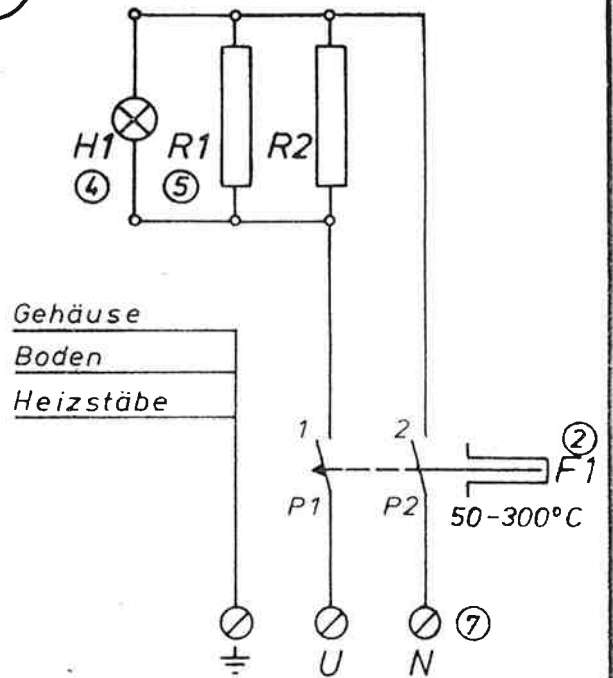 H1 R1 R2
4 5
Gehäuse
Boden
Heizstäbe
1 2 2
F1
P1 P2 50-300°C
7
U N